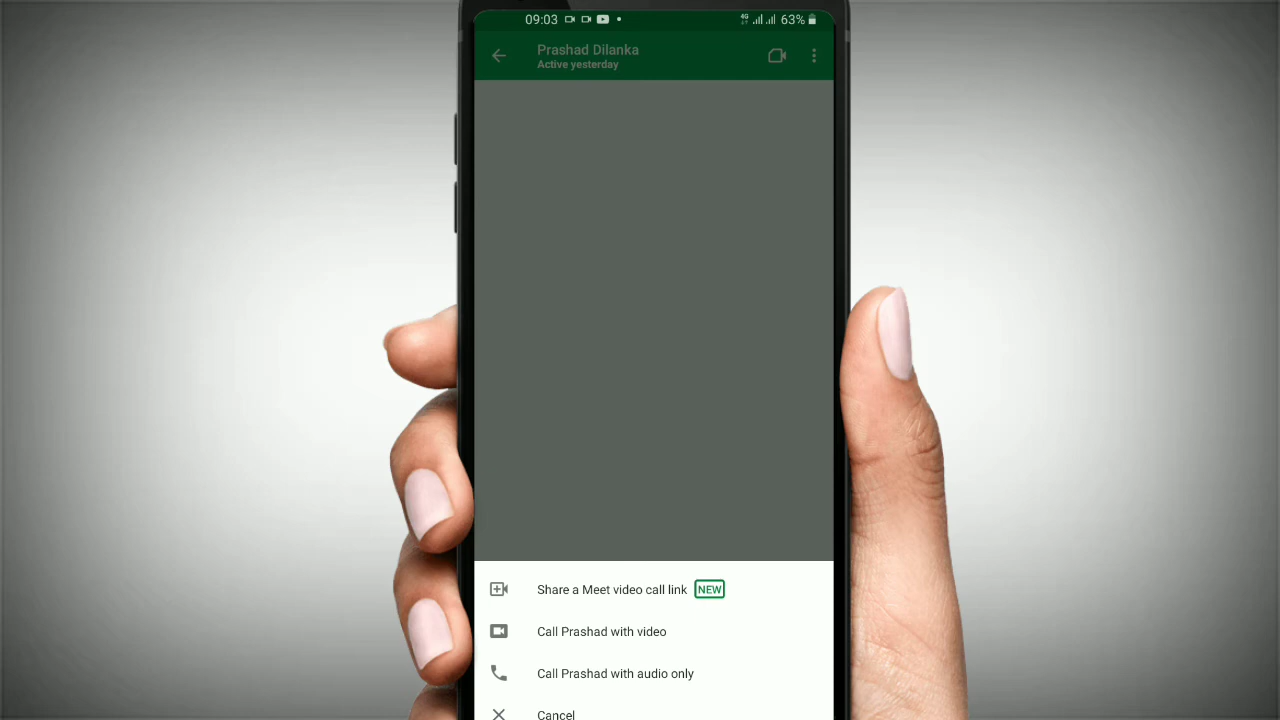 09:03 4G 63%
Prashad Dilanka
Active yesterday
Share a Meet video call link NEW
Call Prashad with video
Call Prashad with audio only
Cancel